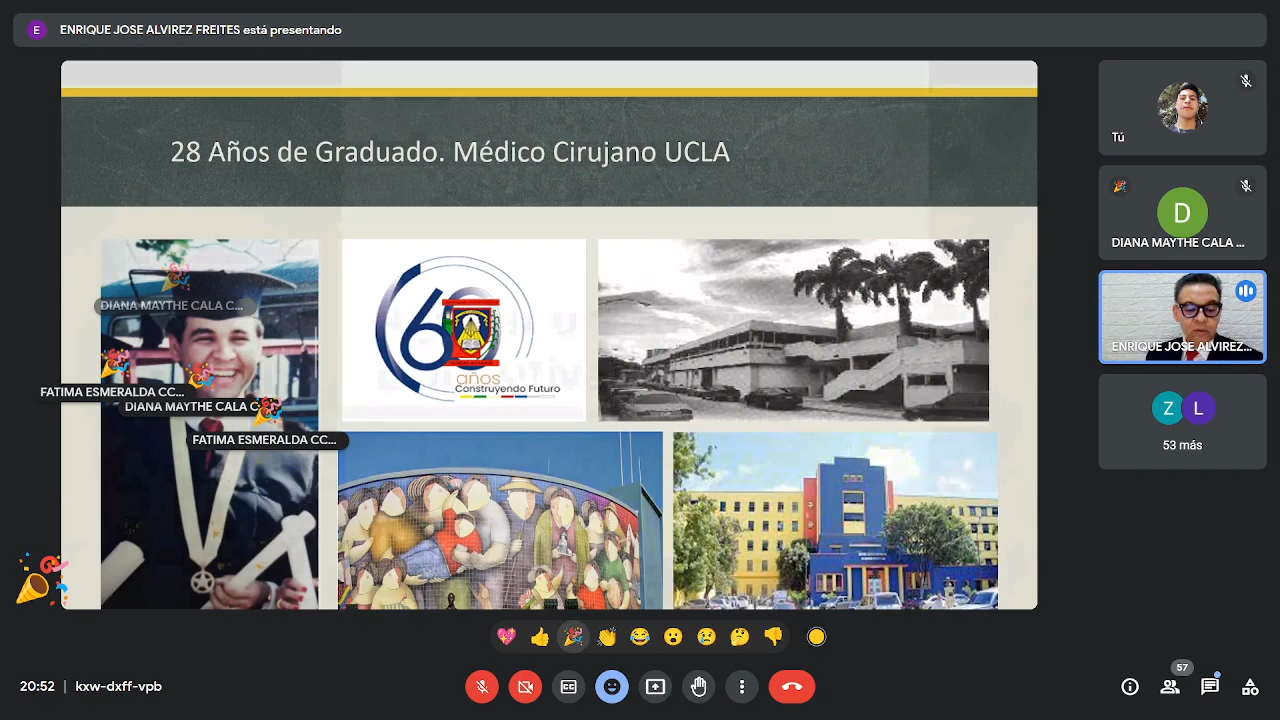 E
ENRIQUE JOSE ALVIREZ FREITES está presentando
28 Años de Graduado. Médico Cirujano UCLA
DIANA MAYTHE CALA C...
FATIMA ESMERALDA CC...
DIANA MAYTHE CALA C
FATIMA ESMERALDA CC...
60
años
Construyendo Futuro
Tú
D
DIANA MAYTHE CALA ...
ENRIQUE JOSE ALVIREZ...
Z
L
53 más
20:52 | kxw-dxff-vpb
57